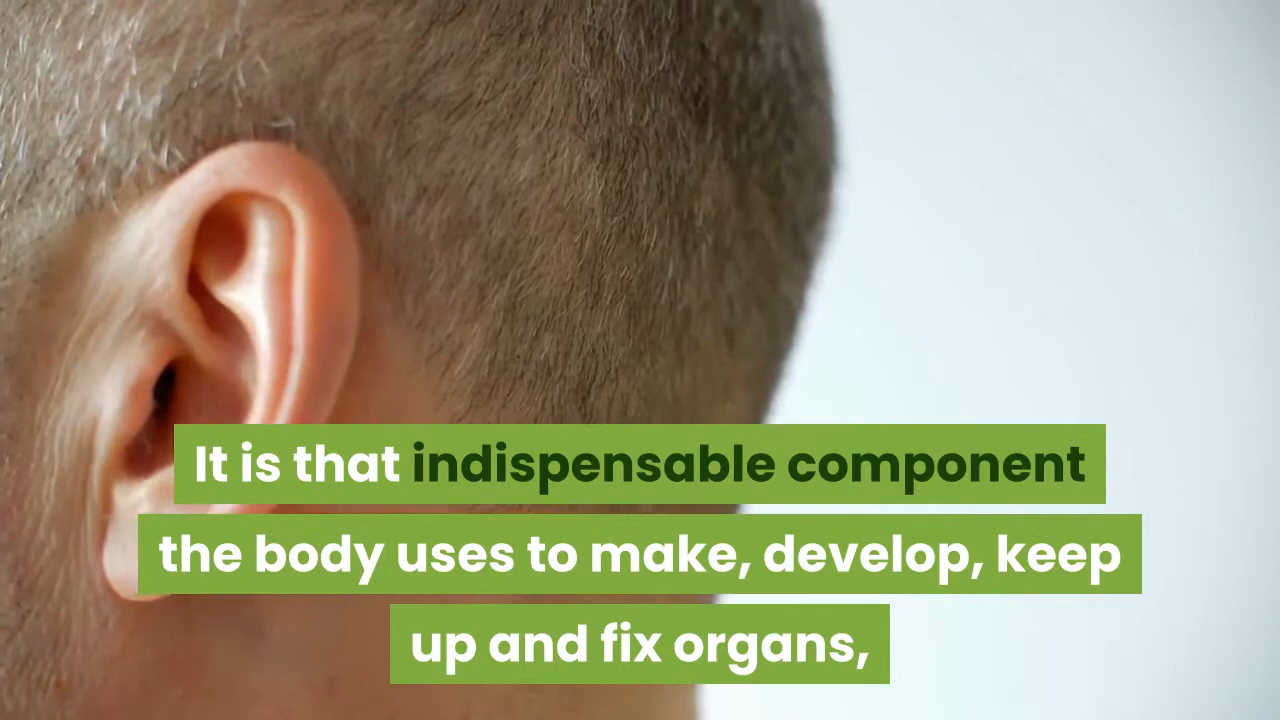 It is that indispensable component
the body uses to make, develop, keep
up and fix organs,